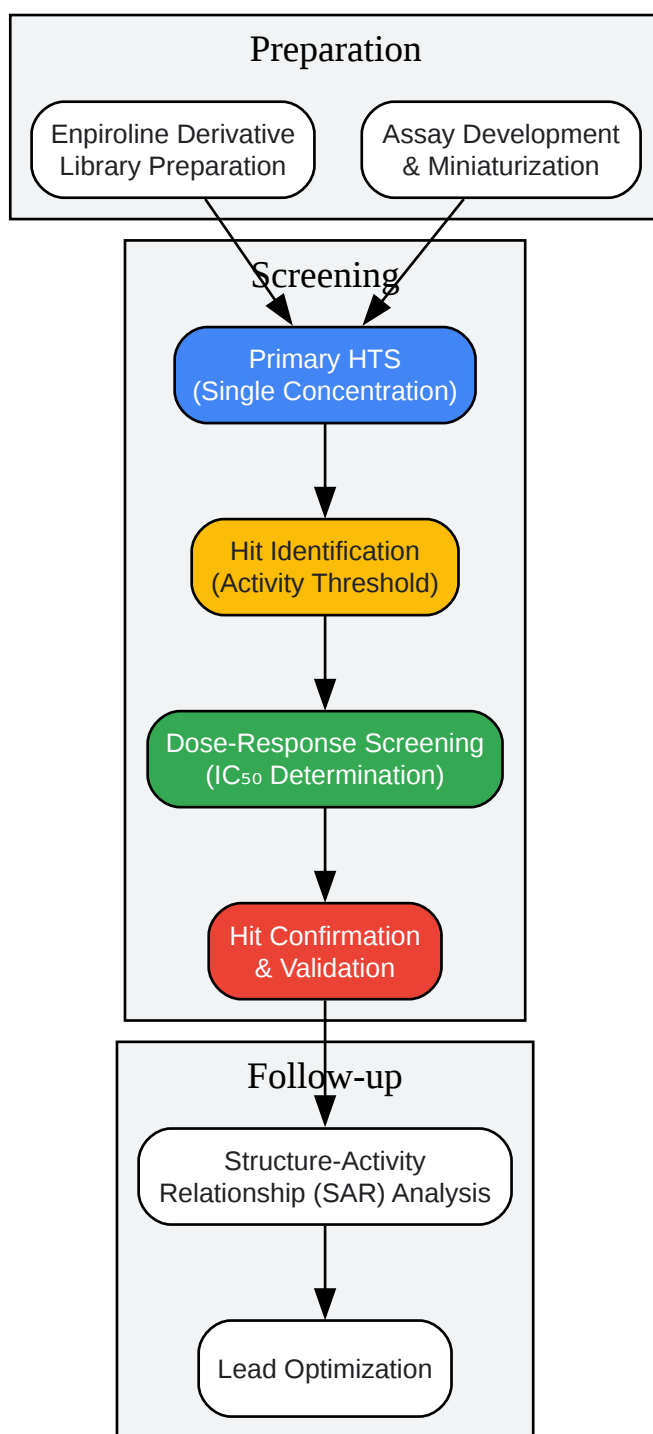 Preparation
Enpiroline Derivative
Library Preparation
Assay Development
& Miniaturization
Screening
Primary HTS
(Single Concentration)
Hit Identification
(Activity Threshold)
Dose-Response Screening
(IC₅₀ Determination)
Hit Confirmation
& Validation
Follow-up
Structure-Activity
Relationship (SAR) Analysis
Lead Optimization